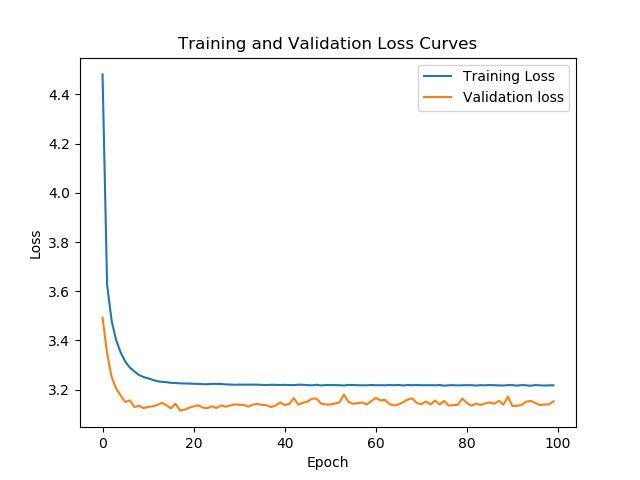 Training and Validation Loss Curves
Training Loss
Validation loss
4.4
4.2
4.0
3.8
3.6
3.4
3.2
Loss
0
20
40
60
80
100
Epoch